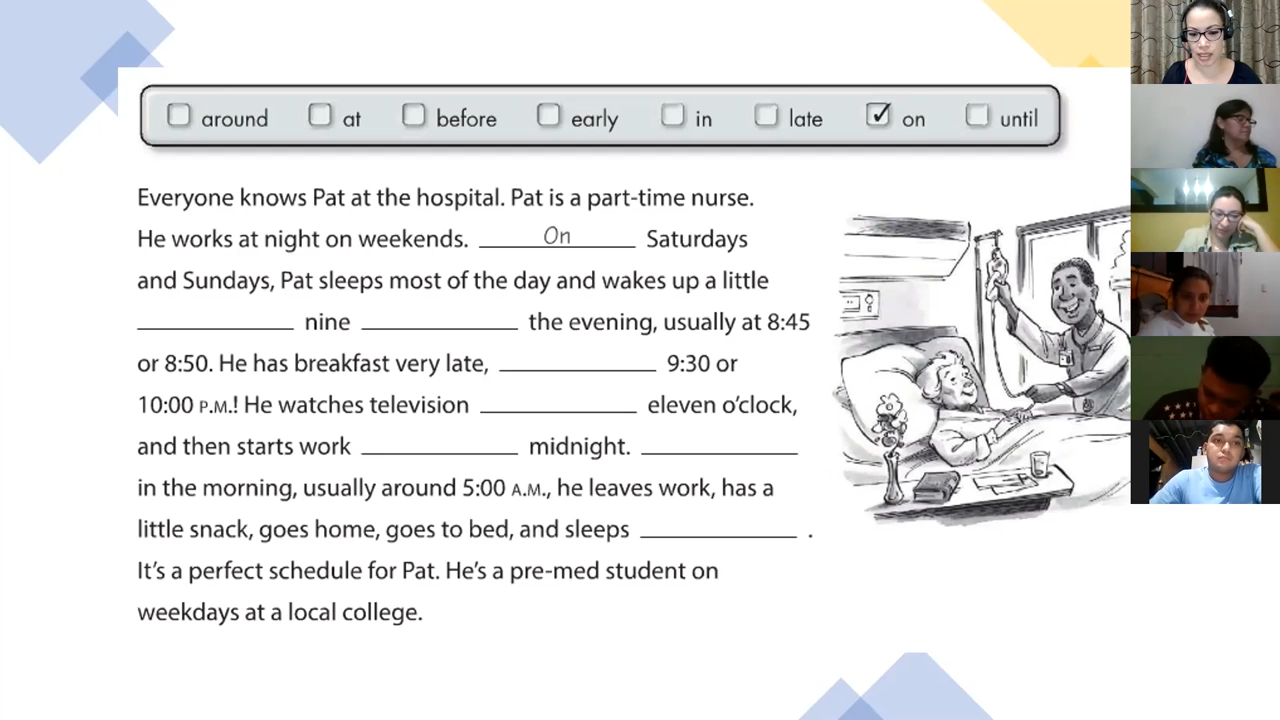 around at before early in late on until
Everyone knows Pat at the hospital. Pat is a part-time nurse.
He works at night on weekends. On Saturdays
and Sundays, Pat sleeps most of the day and wakes up a little
nine the evening, usually at 8:45
or 8:50. He has breakfast very late, 9:30 or
10:00 P.M.! He watches television eleven o'clock,
and then starts work midnight.
in the morning, usually around 5:00 A.M., he leaves work, has a
little snack, goes home, goes to bed, and sleeps .
It's a perfect schedule for Pat. He's a pre-med student on
weekdays at a local college.